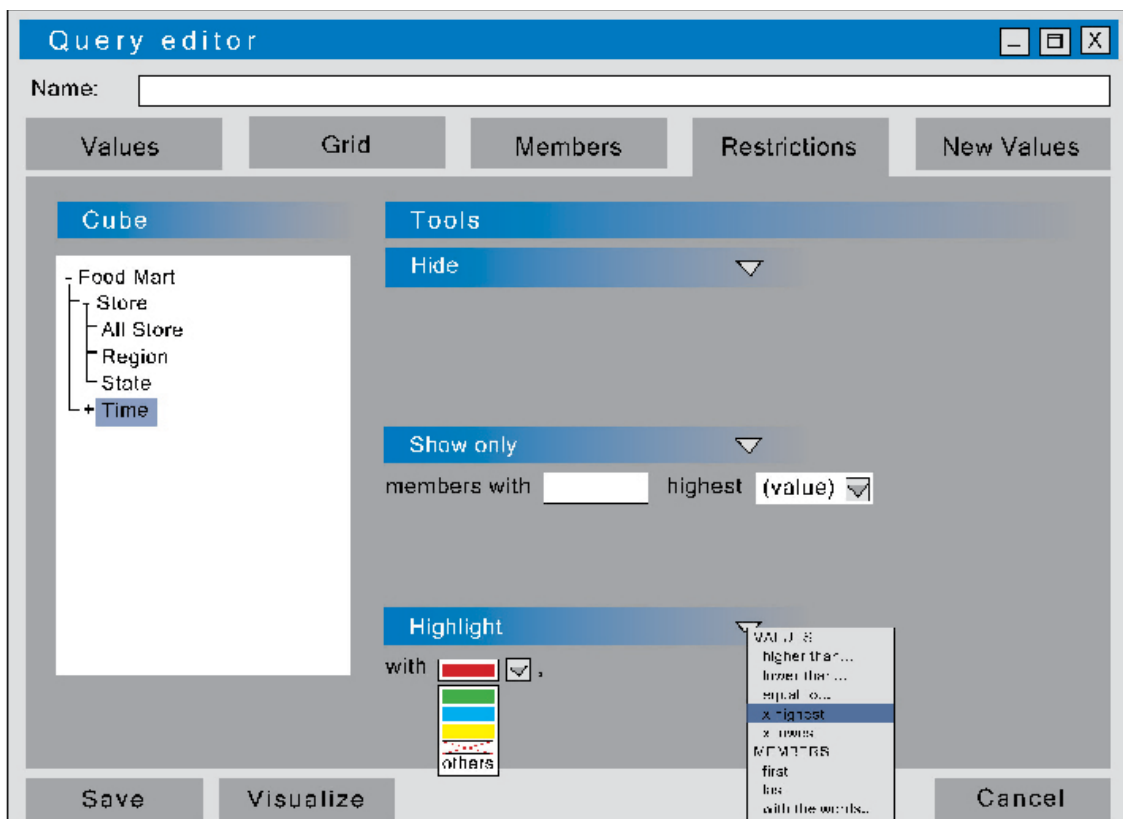 Query editor
X
Name:
Values
Grid
Members
Restrictions
New Values
Cube
- Food Mart
Store
All Store
Region
State
+ Time
Tools
Hide
Show only
members with highest (value)
Highlight
with ,
others
VALUES
higher than...
lower than...
equal to...
x highest
MEMBERS
first
with the words...
Save
Visualize
Cancel